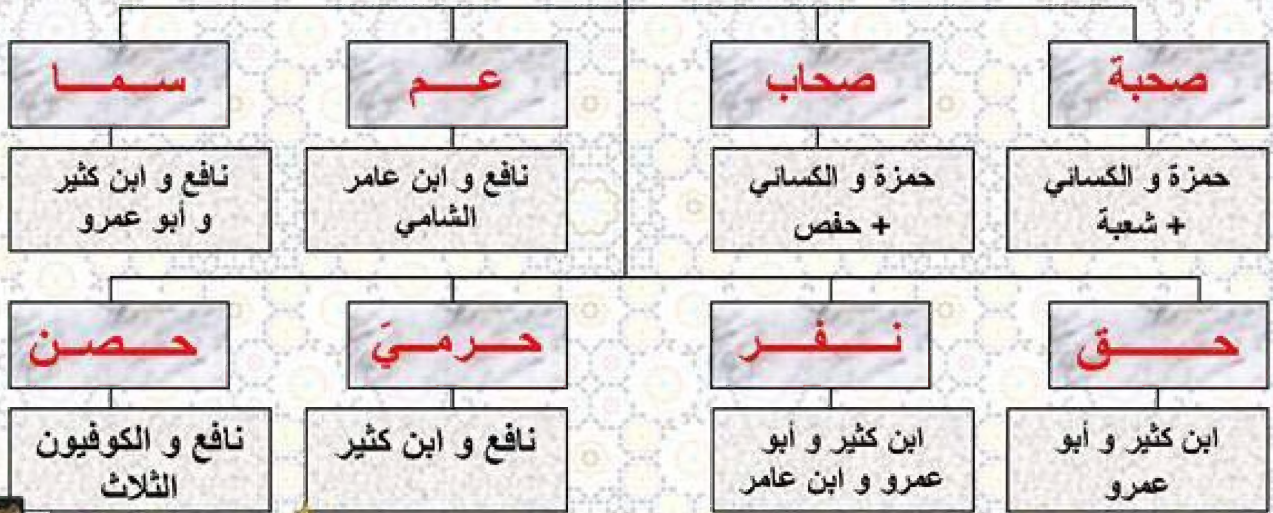 صحبة
صحاب
عم
سما
حمزة و الكسائي
+ شعبة
حمزة و الكسائي
+ حفص
نافع و ابن عامر
الشامي
نافع و ابن كثير
و أبو عمرو
حق
نفر
حرميَ
حصن
ابن كثير و أبو
عمرو
ابن كثير و أبو
عمرو و ابن عامر
نافع و ابن كثير
نافع و الكوفيون
الثلاث